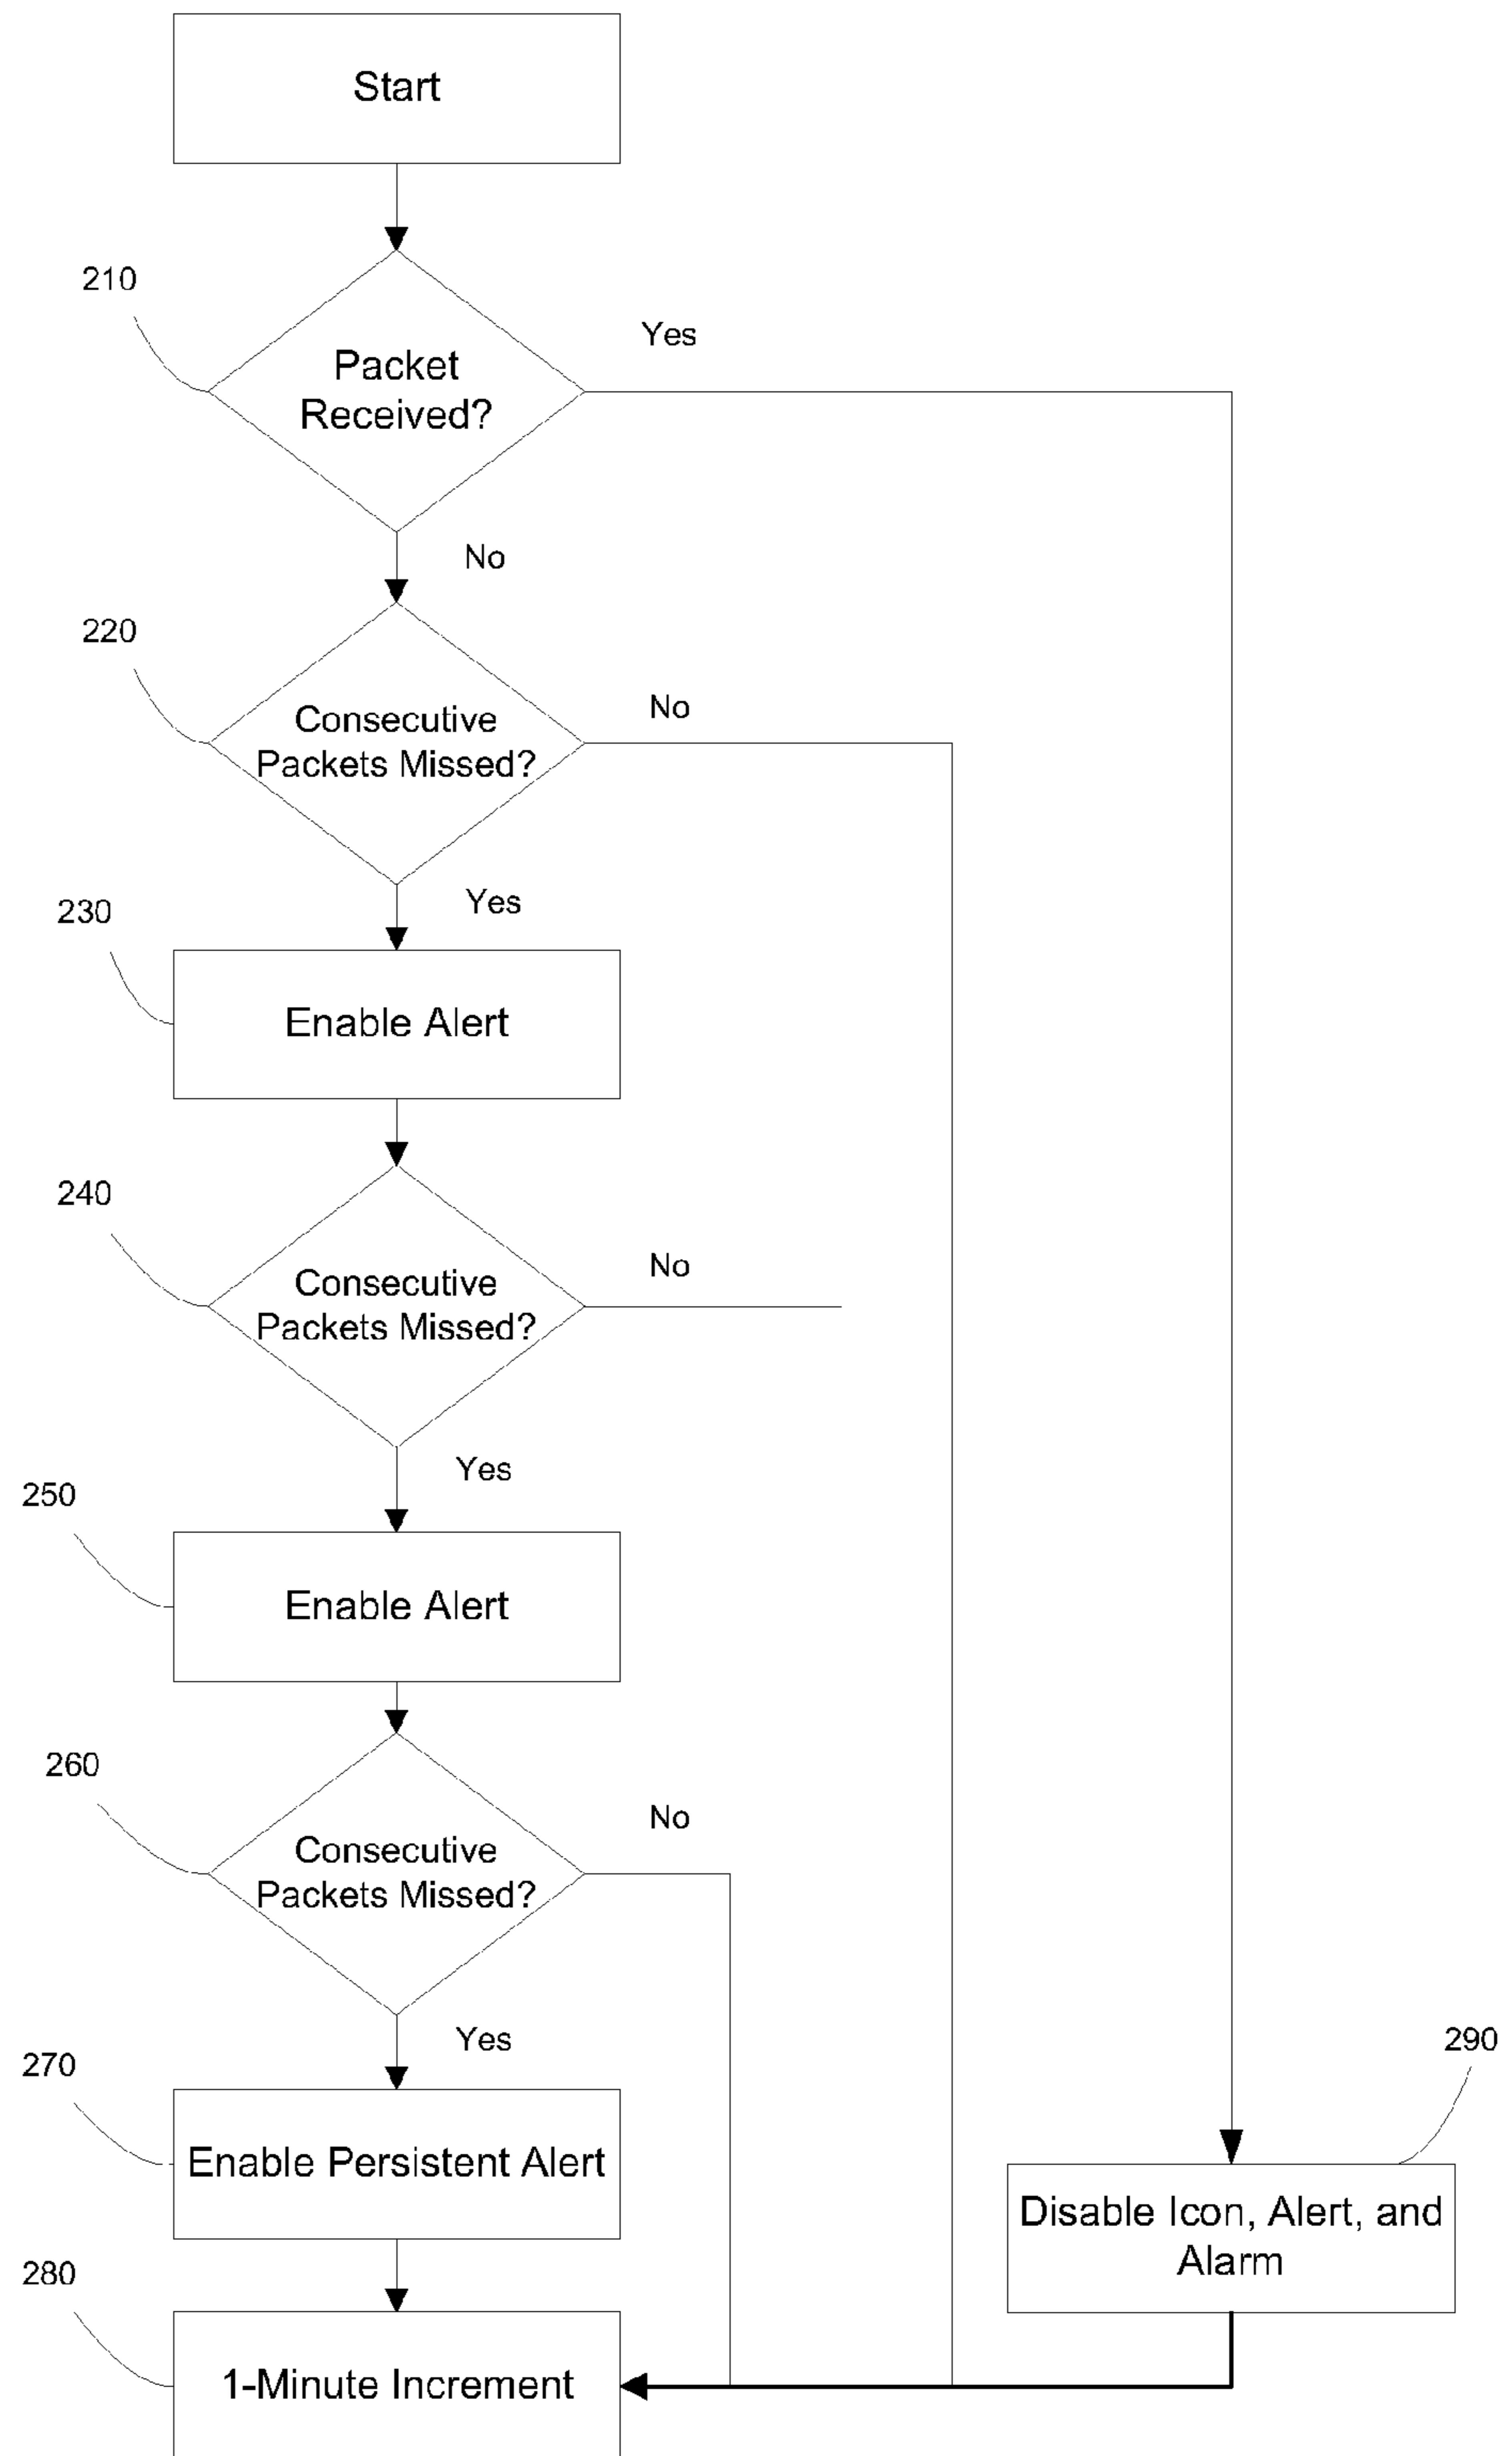 Start
210
Yes
Packet
Received?
No
220
No
Consecutive
Packets Missed?
Yes
230
Enable Alert
240
No
Consecutive
Packets Missed?
Yes
250
Enable Alert
260
No
Consecutive
Packets Missed?
Yes
270
290
Enable Persistent Alert
Disable Icon, Alert, and
Alarm
280
1-Minute Increment